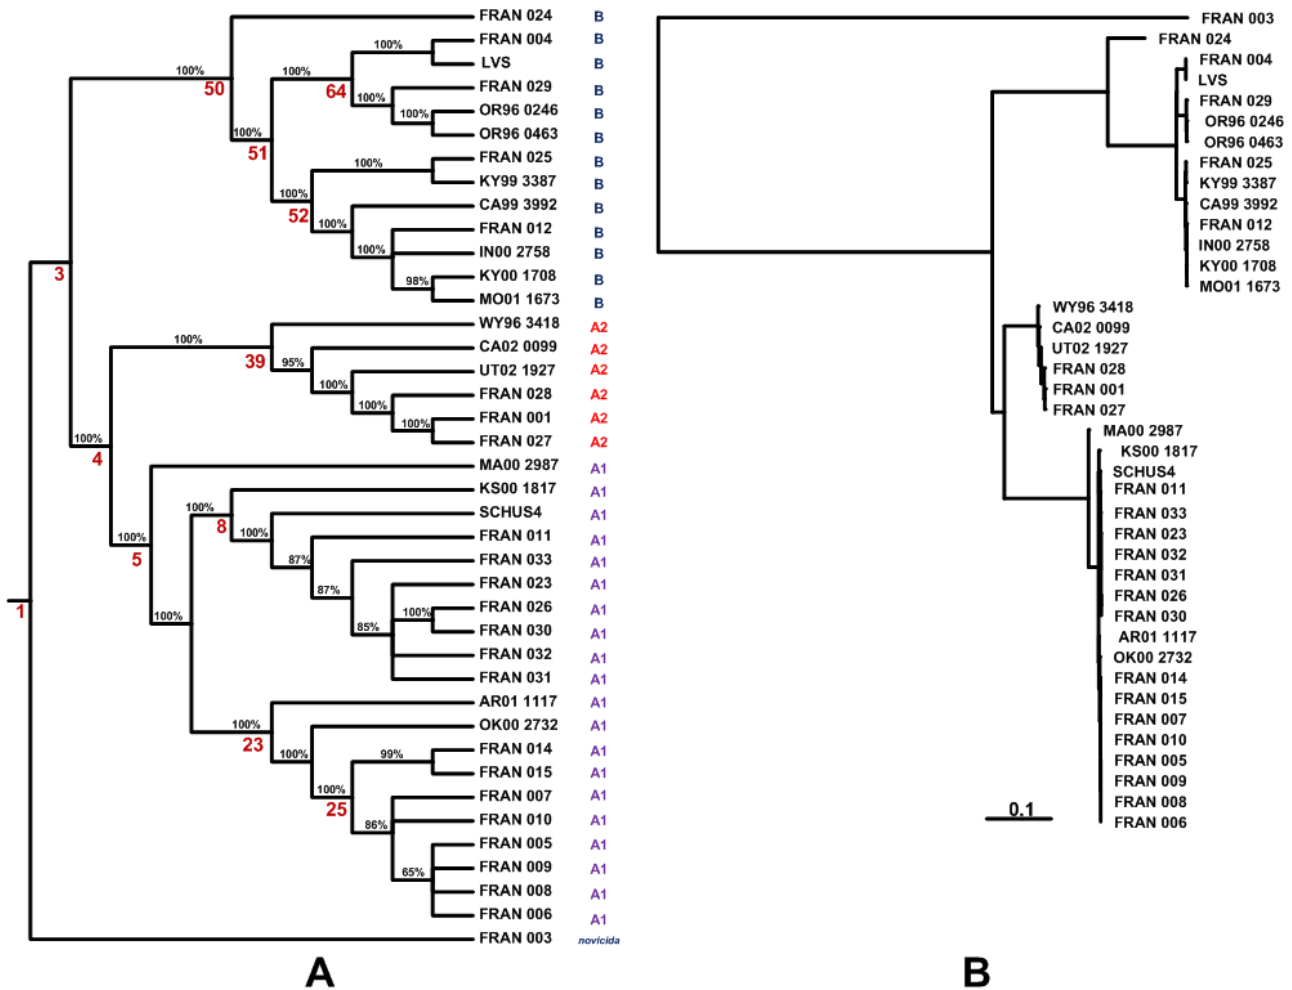 FRAN 024 B
FRAN 004 B
100%
LVS B
100% 100%
50 64
FRAN 029 B
100%
OR96 0246 B
100%
OR96 0463 B
100%
51
FRAN 025 B
100%
KY99 3387 B
100%
52
CA99 3992 B
100%
FRAN 012 B
100%
IN00 2758 B
3
KY00 1708 B
98%
MO01 1673 B
WY96 3418 A2
100%
39
CA02 0099 A2
95%
UT02 1927 A2
100%
FRAN 028 A2
100%
FRAN 001 A2
100%
FRAN 027 A2
100%
4
MA00 2987 A1
KS00 1817 A1
100%
8
SCHUS4 A1
100%
100%
5
FRAN 011 A1
87%
FRAN 033 A1
87%
FRAN 023 A1
FRAN 026 A1
100%
1
FRAN 030 A1
100%
85%
FRAN 032 A1
FRAN 031 A1
AR01 1117 A1
100%
23
OK00 2732 A1
100%
FRAN 014 A1
99%
FRAN 015 A1
100%
25
FRAN 007 A1
FRAN 010 A1
86%
FRAN 005 A1
FRAN 009 A1
65%
FRAN 008 A1
FRAN 006 A1
FRAN 003 novicida
A
FRAN 003
FRAN 024
FRAN 004
LVS
FRAN 029
OR96 0246
OR96 0463
FRAN 025
KY99 3387
CA99 3992
FRAN 012
IN00 2758
KY00 1708
MO01 1673
WY96 3418
CA02 0099
UT02 1927
FRAN 028
FRAN 001
FRAN 027
MA00 2987
KS00 1817
SCHUS4
FRAN 011
FRAN 033
FRAN 023
FRAN 032
FRAN 031
FRAN 026
FRAN 030
AR01 1117
OK00 2732
FRAN 014
FRAN 015
FRAN 007
FRAN 010
FRAN 005
FRAN 009
FRAN 008
FRAN 006
0.1
B